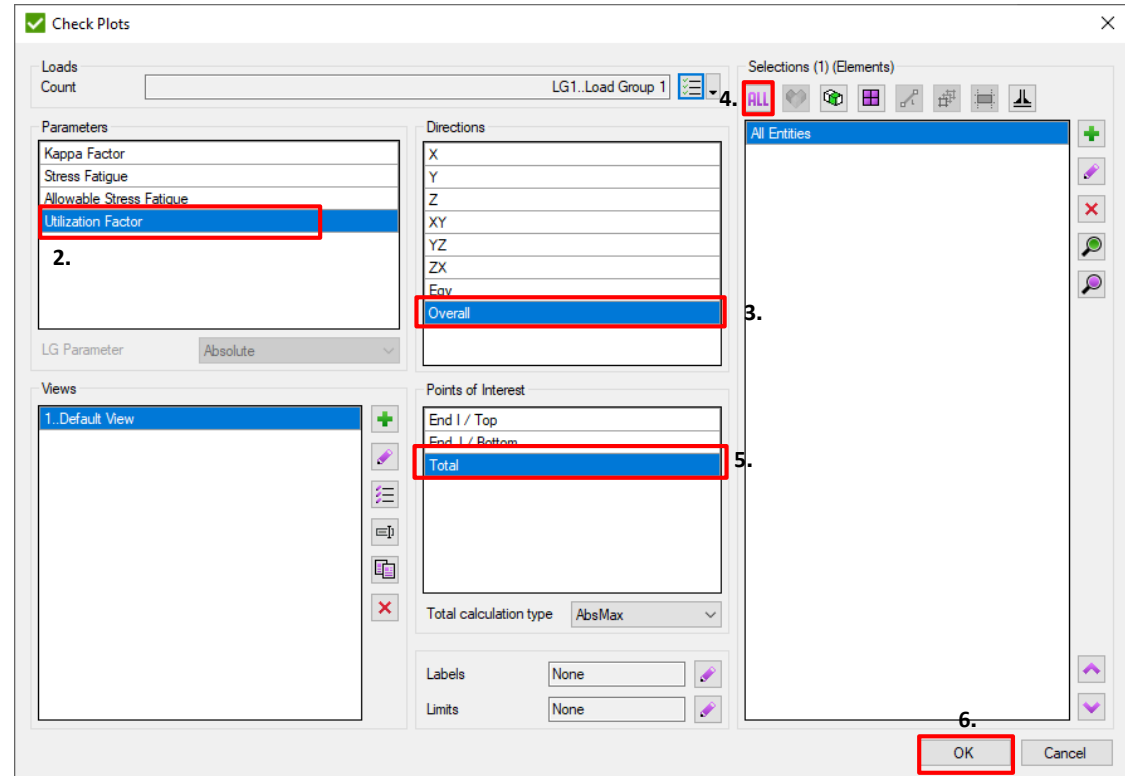 Check Plots
Loads
Count
LG1..Load Group 1
4.
Selections (1) (Elements)
ALL
Parameters
Kappa Factor
Stress Fatigue
Allowable Stress Fatigue
Utilization Factor
2.
LG Parameter
Absolute
Directions
X
Y
Z
XY
YZ
ZX
Eqv
Overall
3.
All Entities
Views
1..Default View
Points of Interest
End I / Top
End J / Bottom
Total
5.
Total calculation type
AbsMax
Labels
None
Limits
None
6.
OK
Cancel